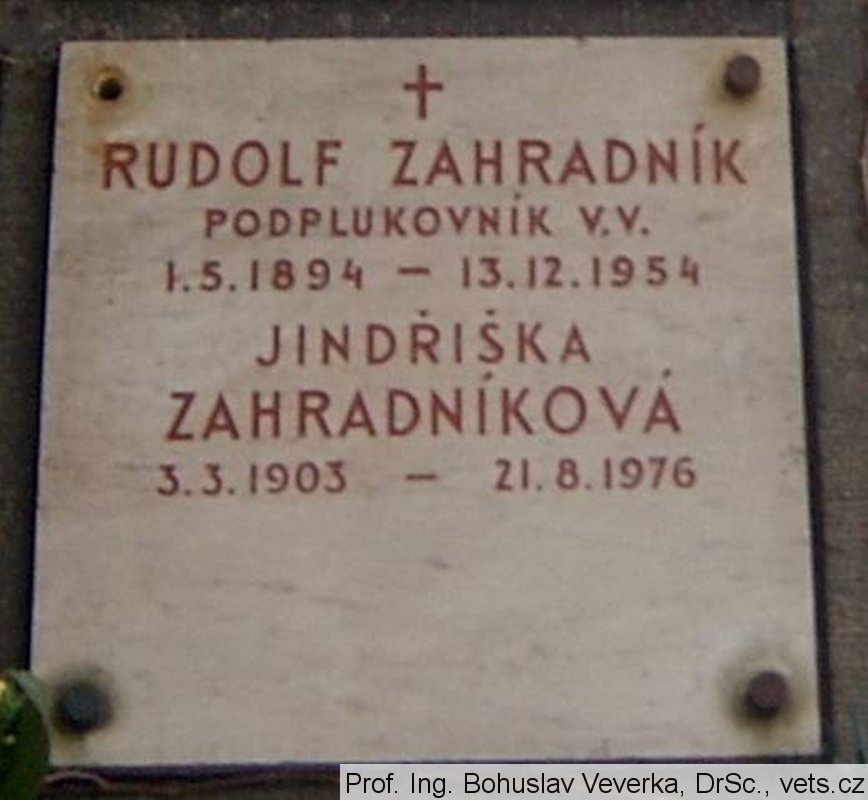 RUDOLF ZAHRADNÍK
PODPLUKOVNÍK V.V.
1.5.1894 – 13.12.1954
JINDŘIŠKA
ZAHRADNÍKOVÁ
3.3.1903 – 21.8.1976
Prof. Ing. Bohuslav Veverka, DrSc., vets.cz